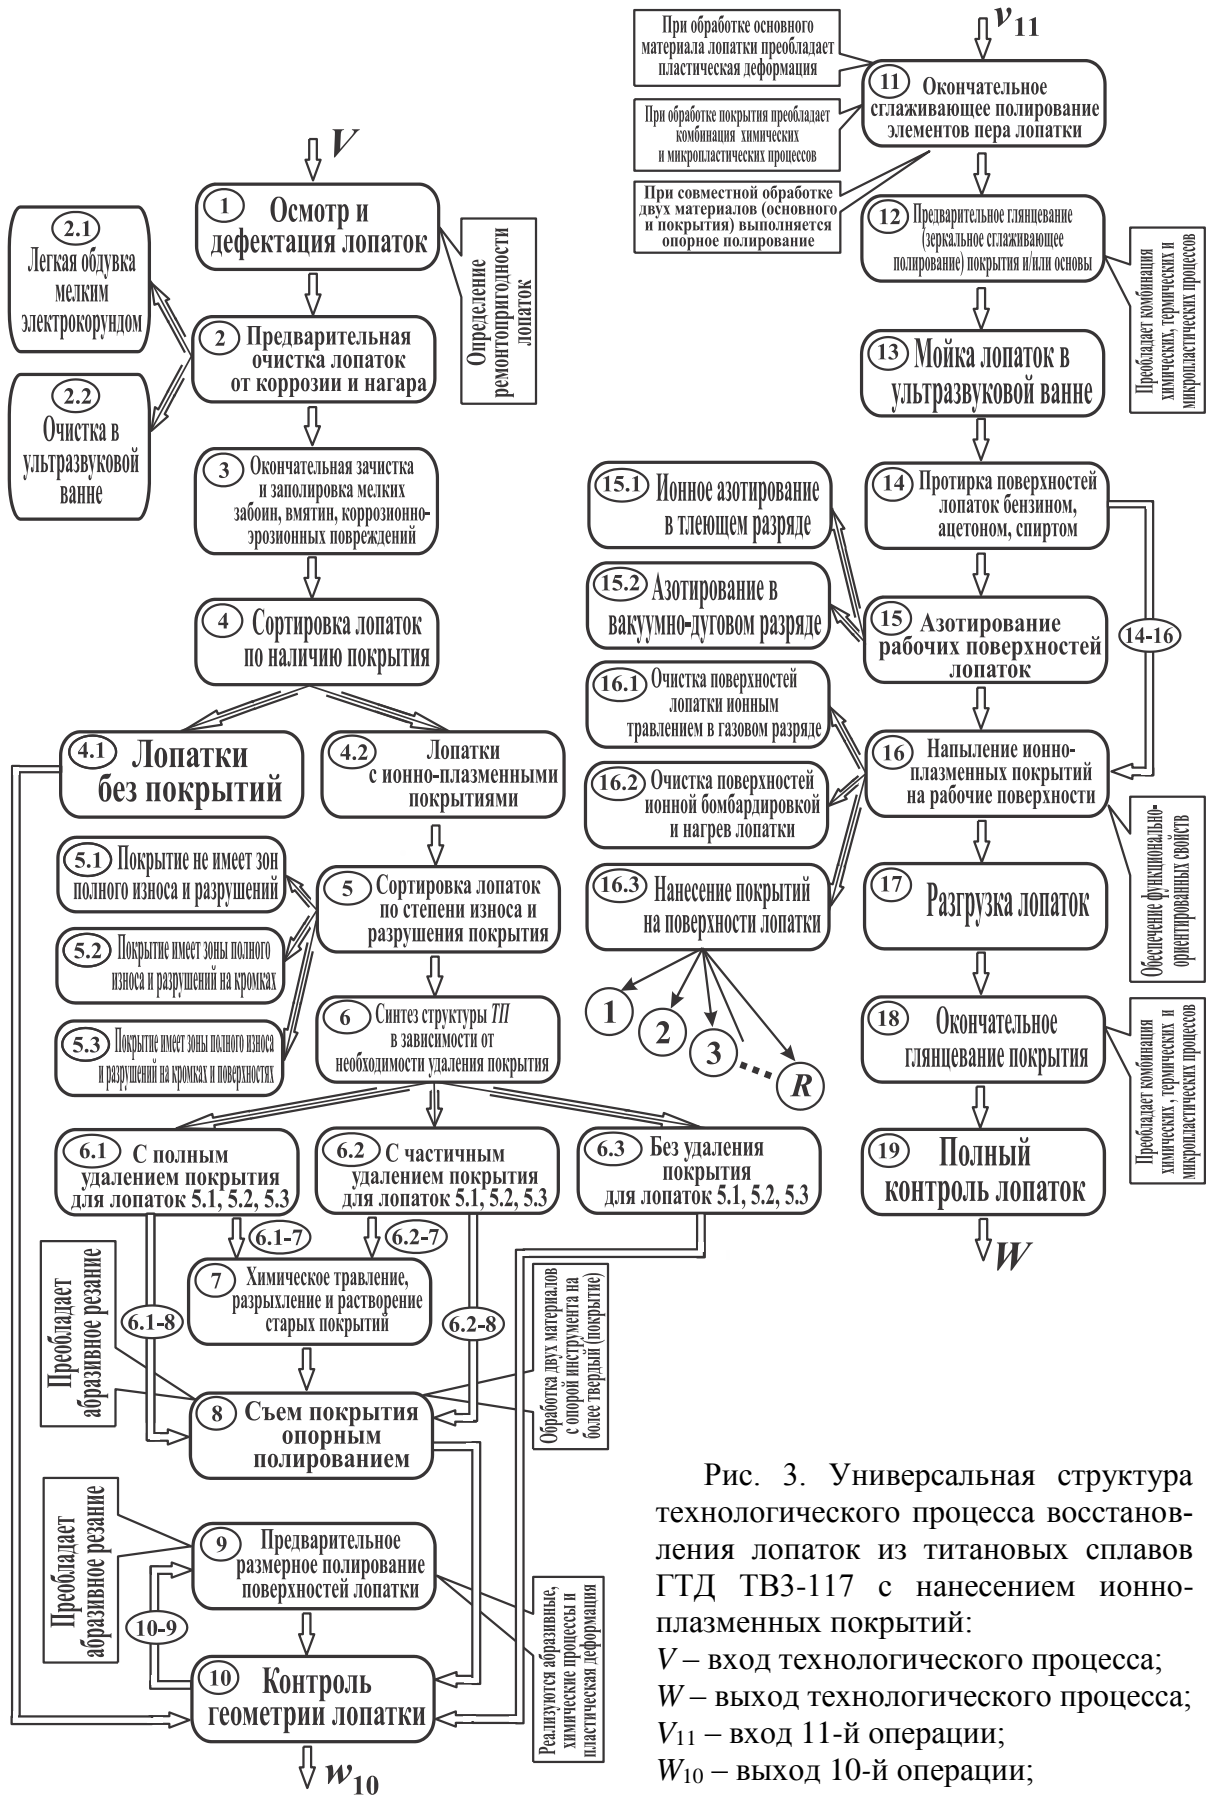 V
1
Осмотр и
дефектация лопаток
Определение
ремонтопригодности
лопаток
2.1
Легкая обдувка
мелким
электрокорундом
2
Предварительная
очистка лопаток
от коррозии и нагара
2.2
Очистка в
ультразвуковой
ванне
3
Окончательная зачистка
и заполировка мелких
забоин, вмятин, коррозионно-
эрозионных повреждений
4
Сортировка лопаток
по наличию покрытия
4.1
Лопатки
без покрытий
4.2
Лопатки
с ионно-плазменными
покрытиями
5.1
Покрытие не имеет зон
полного износа и разрушений
5
Сортировка лопаток
по степени износа и
разрушения покрытия
5.2
Покрытие имеет зоны полного
износа и разрушений на кромках
5.3
Покрытие имеет зоны полного износа
и разрушений на кромках и поверхностях
6
Синтез структуры ТП
в зависимости от
необходимости удаления покрытия
6.1
С полным
удалением покрытия
для лопаток 5.1, 5.2, 5.3
6.2
С частичным
удалением покрытия
для лопаток 5.1, 5.2, 5.3
6.3
Без удаления
покрытия
для лопаток 5.1, 5.2, 5.3
6.1-7
6.2-7
7
Химическое травление,
разрыхление и растворение
старых покрытий
6.1-8
6.2-8
Преобладает
абразивное резание
Обработка двух материалов
с опорой инструмента на
более твердый (покрытие)
8
Съем покрытия
опорным
полированием
Преобладает
абразивное резание
9
Предварительное
размерное полирование
поверхностей лопатки
10-9
Реализуются абразивные,
химические процессы и
пластическая деформация
10
Контроль
геометрии лопатки
w10
v11
При обработке основного
материала лопатки преобладает
пластическая деформация
11
Окончательное
сглаживающее полирование
элементов пера лопатки
При обработке покрытия преобладает
комбинация химических
и микропластических процессов
При совместной обработке
двух материалов (основного
и покрытия) выполняется
опорное полирование
12
Предварительное глянцевание
(зеркальное сглаживающее
полирование) покрытия и/или основы
Преобладает комбинация
химических, термических и
микропластических процессов
13
Мойка лопаток в
ультразвуковой ванне
14
Протирка поверхностей
лопаток бензином,
ацетоном, спиртом
15.1
Ионное азотирование
в тлеющем разряде
15.2
Азотирование в
вакуумно-дуговом разряде
15
Азотирование
рабочих поверхностей
лопаток
14-16
16.1
Очистка поверхностей
лопатки ионным
травлением в газовом разряде
16
Напыление ионно-
плазменных покрытий
на рабочие поверхности
16.2
Очистка поверхностей
ионной бомбардировкой
и нагрев лопатки
Обеспечение функционально-
ориентированных свойств
16.3
Нанесение покрытий
на поверхности лопатки
1
2
3
R
17
Разгрузка лопаток
18
Окончательное
глянцевание покрытия
Преобладает комбинация
химических , термических и
микропластических процессов
19
Полный
контроль лопаток
W
Рис. 3. Универсальная структура
технологического процесса восстанов-
ления лопаток из титановых сплавов
ГТД ТВ3-117 с нанесением ионно-
плазменных покрытий:
V – вход технологического процесса;
W – выход технологического процесса;
V11 – вход 11-й операции;
W10 – выход 10-й операции;